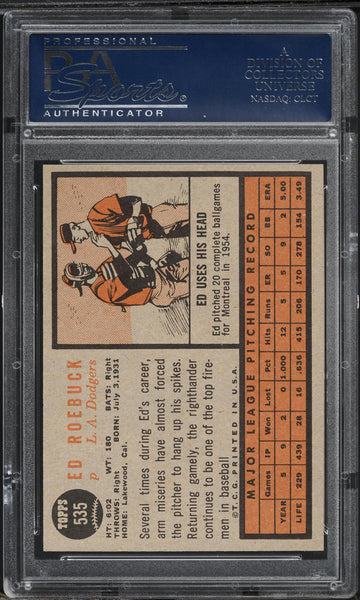 PROFESSIONAL
PSA
Sports
AUTHENTICATOR
A
DIVISION OF
COLLECTORS
UNIVERSE
NASDAQ: CLCT
TOPPS
535
ED ROEBUCK
p L.A. Dodgers
HT: 6:02 WT: 180 BATS: Right
THROWS: Right BORN: July 3, 1931
HOME: Lakewood, Cal.
Several times during Ed's career,
arm miseries have almost forced
the pitcher to hang up his spikes.
Returning gamely, the righthander
continues to be one of the top fire-
men in baseball
©T.C.G. PRINTED IN U.S.A.
ED USES HIS HEAD
Ed pitched 20 complete ballgames
for Montreal in 1954.
MAJOR LEAGUE PITCHING RECORD
Games IP Won Lost Pct Hits Runs ER SO BB ERA
YEAR 5 9 2 0 1.000 12 5 5 9 2 5.00
LIFE 229 439 28 16 .636 415 206 170 278 154 3.49